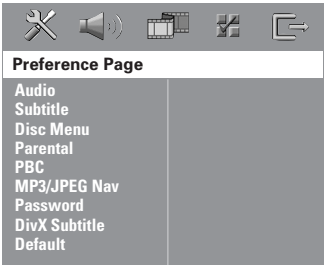 Preference Page
Audio
Subtitle
Disc Menu
Parental
PBC
MP3/JPEG Nav
Password
DivX Subtitle
Default